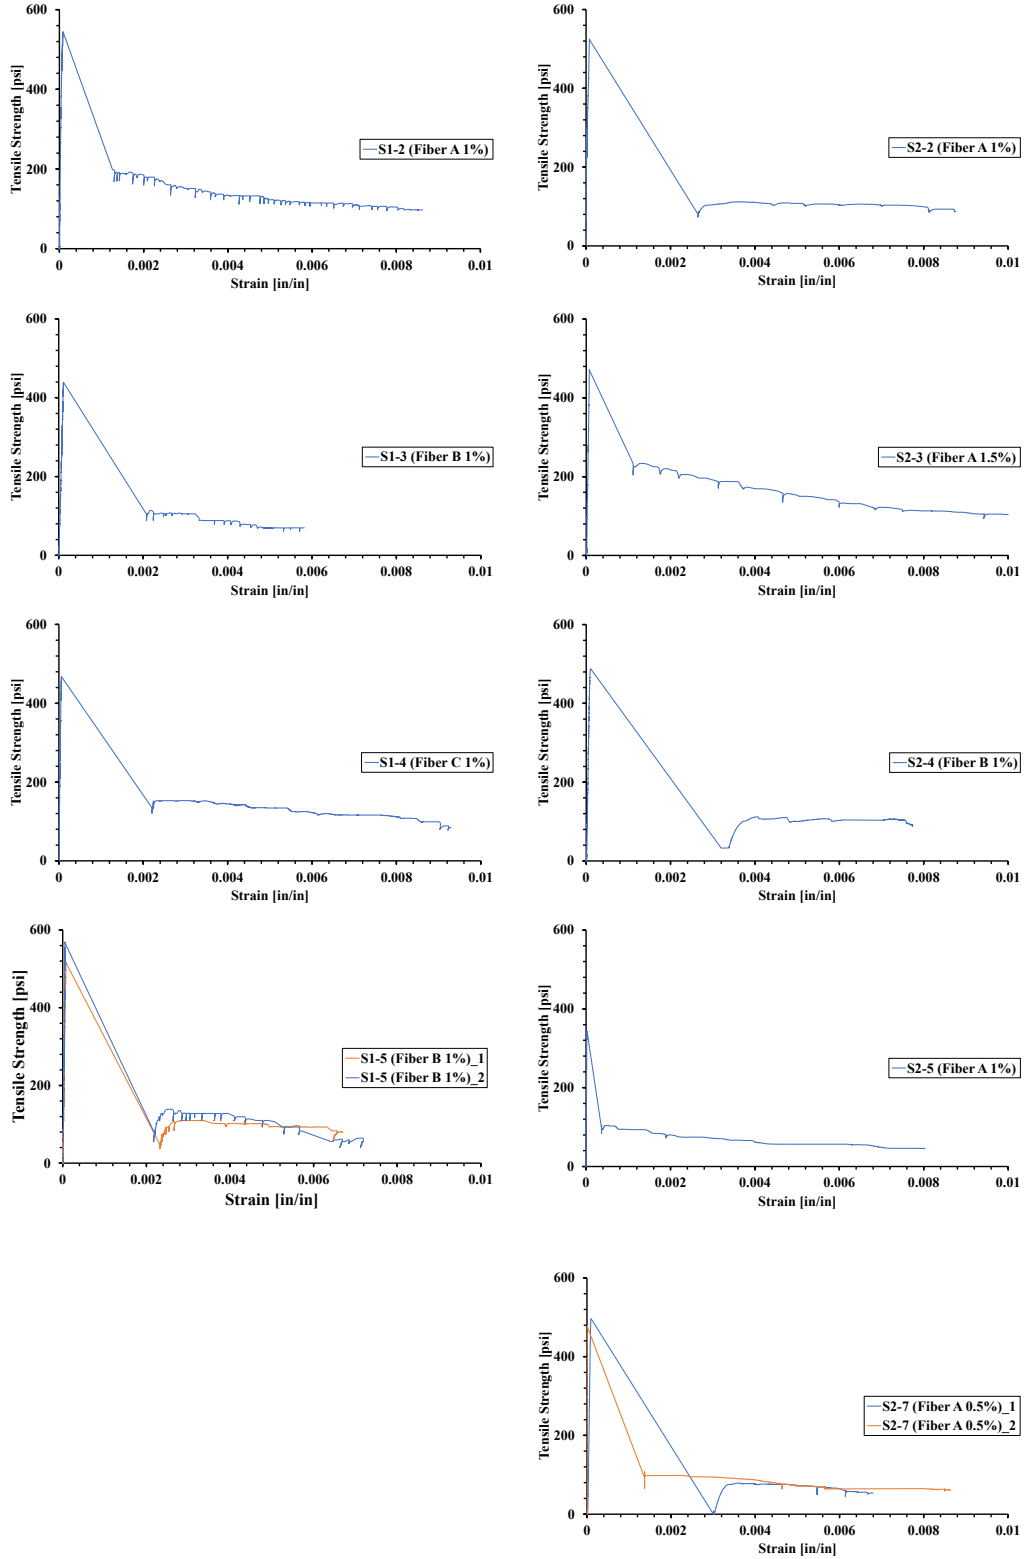 600
400
200
0
Tensile Strength [psi]
S1-2 (Fiber A 1%)
0 0.002 0.004 0.006 0.008 0.01
Strain [in/in]
600
400
200
0
Tensile Strength [psi]
S2-2 (Fiber A 1%)
0 0.002 0.004 0.006 0.008 0.01
Strain [in/in]
600
400
200
0
Tensile Strength [psi]
S1-3 (Fiber B 1%)
0 0.002 0.004 0.006 0.008 0.01
Strain [in/in]
600
400
200
0
Tensile Strength [psi]
S2-3 (Fiber A 1.5%)
0 0.002 0.004 0.006 0.008 0.01
Strain [in/in]
600
400
200
0
Tensile Strength [psi]
S1-4 (Fiber C 1%)
0 0.002 0.004 0.006 0.008 0.01
Strain [in/in]
600
400
200
0
Tensile Strength [psi]
S2-4 (Fiber B 1%)
0 0.002 0.004 0.006 0.008 0.01
Strain [in/in]
600
400
200
0
Tensile Strength [psi]
S1-5 (Fiber B 1%)_1
S1-5 (Fiber B 1%)_2
0 0.002 0.004 0.006 0.008 0.01
Strain [in/in]
600
400
200
0
Tensile Strength [psi]
S2-5 (Fiber A 1%)
0 0.002 0.004 0.006 0.008 0.01
Strain [in/in]
600
400
200
0
Tensile Strength [psi]
S2-7 (Fiber A 0.5%)_1
S2-7 (Fiber A 0.5%)_2
0 0.002 0.004 0.006 0.008 0.01
Strain [in/in]